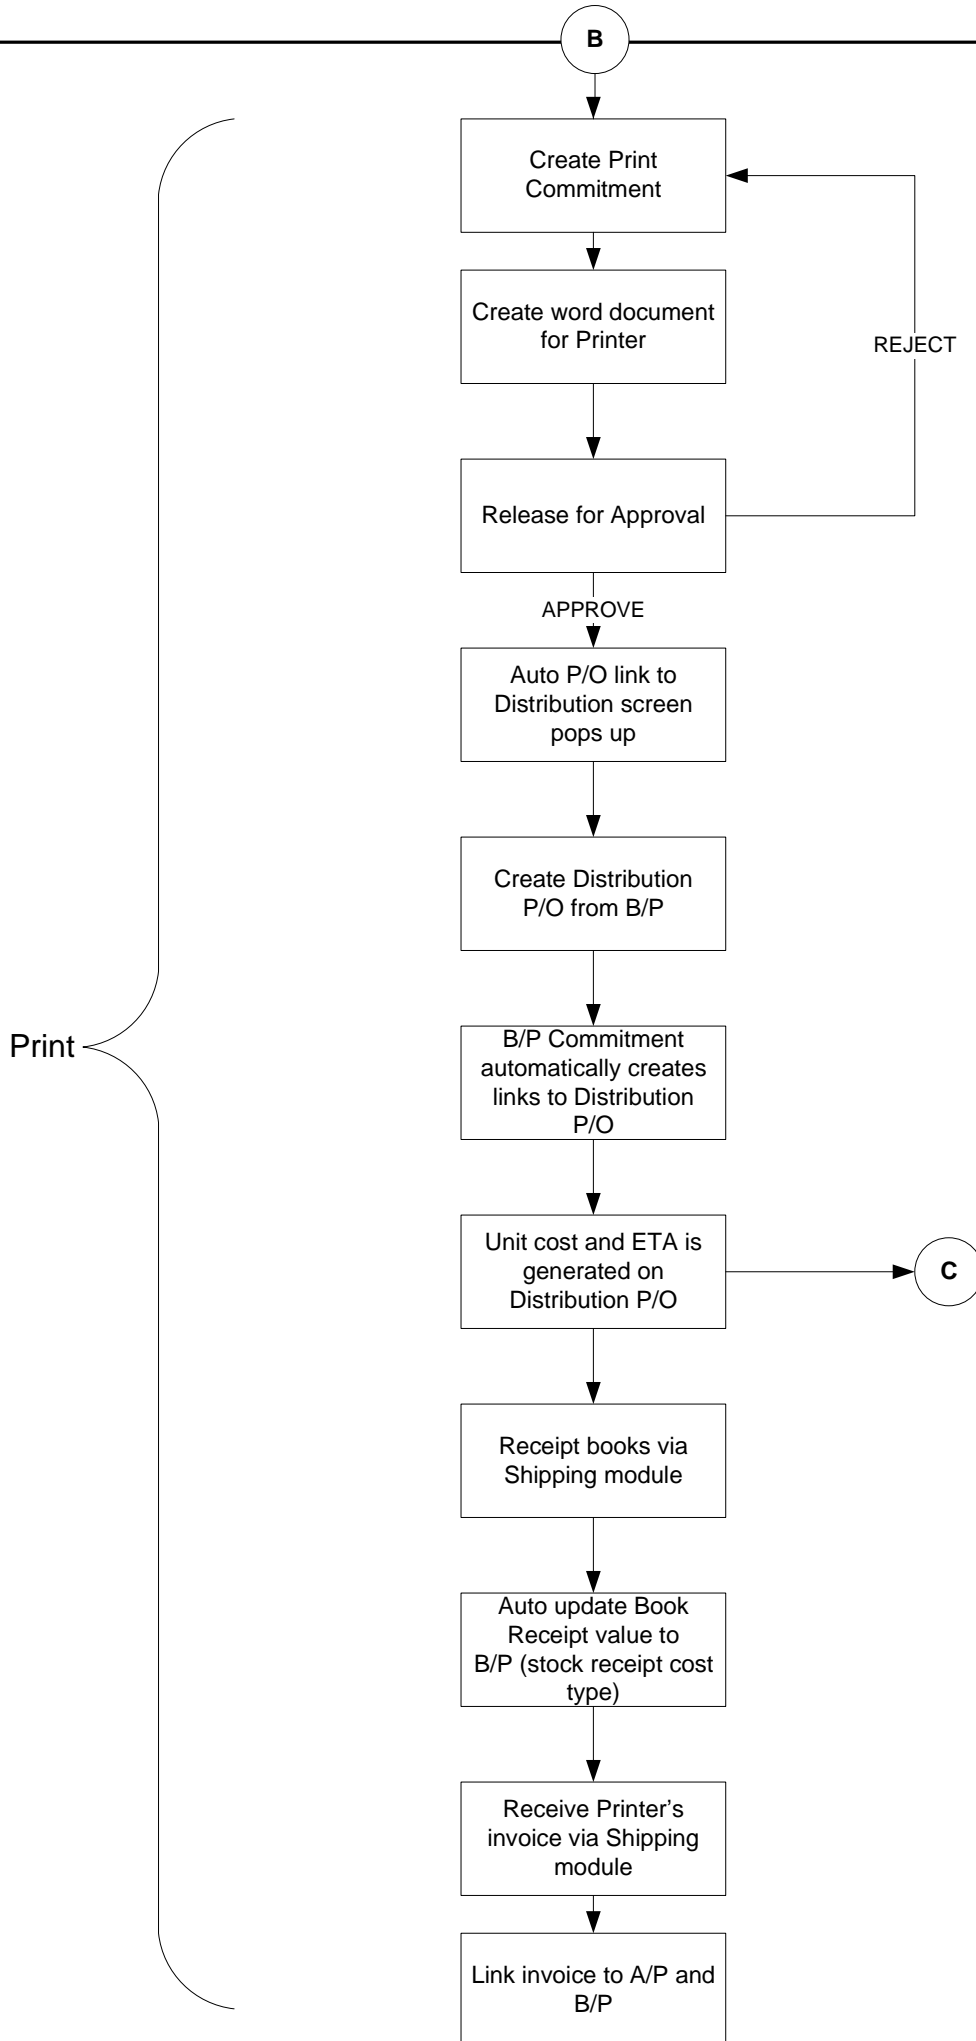 B
Create Print
Commitment
Create word document
for Printer
REJECT
Release for Approval
APPROVE
Auto P/O link to
Distribution screen
pops up
Create Distribution
P/O from B/P
Print
B/P Commitment
automatically creates
links to Distribution
P/O
Unit cost and ETA is
generated on
Distribution P/O
C
Receipt books via
Shipping module
Auto update Book
Receipt value to
B/P (stock receipt cost
type)
Receive Printer’s
invoice via Shipping
module
Link invoice to A/P and
B/P